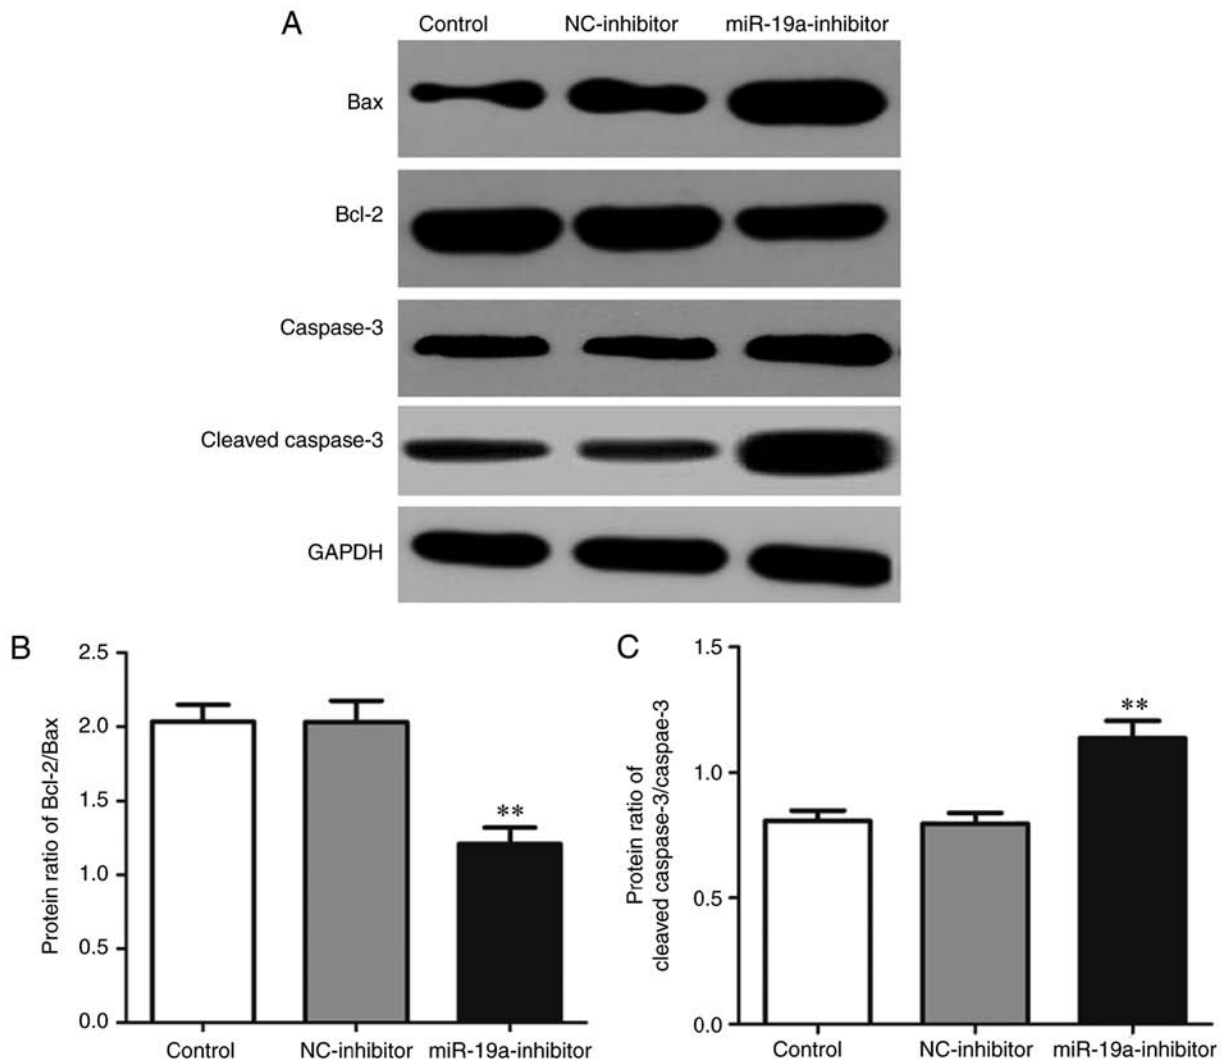 A
Control NC-inhibitor miR-19a-inhibitor
Bax
Bcl-2
Caspase-3
Cleaved caspase-3
GAPDH
B
Protein ratio of Bcl-2/Bax
2.5
2.0
1.5
1.0
0.5
0.0
**
Control NC-inhibitor miR-19a-inhibitor
C
Protein ratio of
cleaved caspase-3/caspae-3
1.5
1.0
0.5
0.0
**
Control NC-inhibitor miR-19a-inhibitor